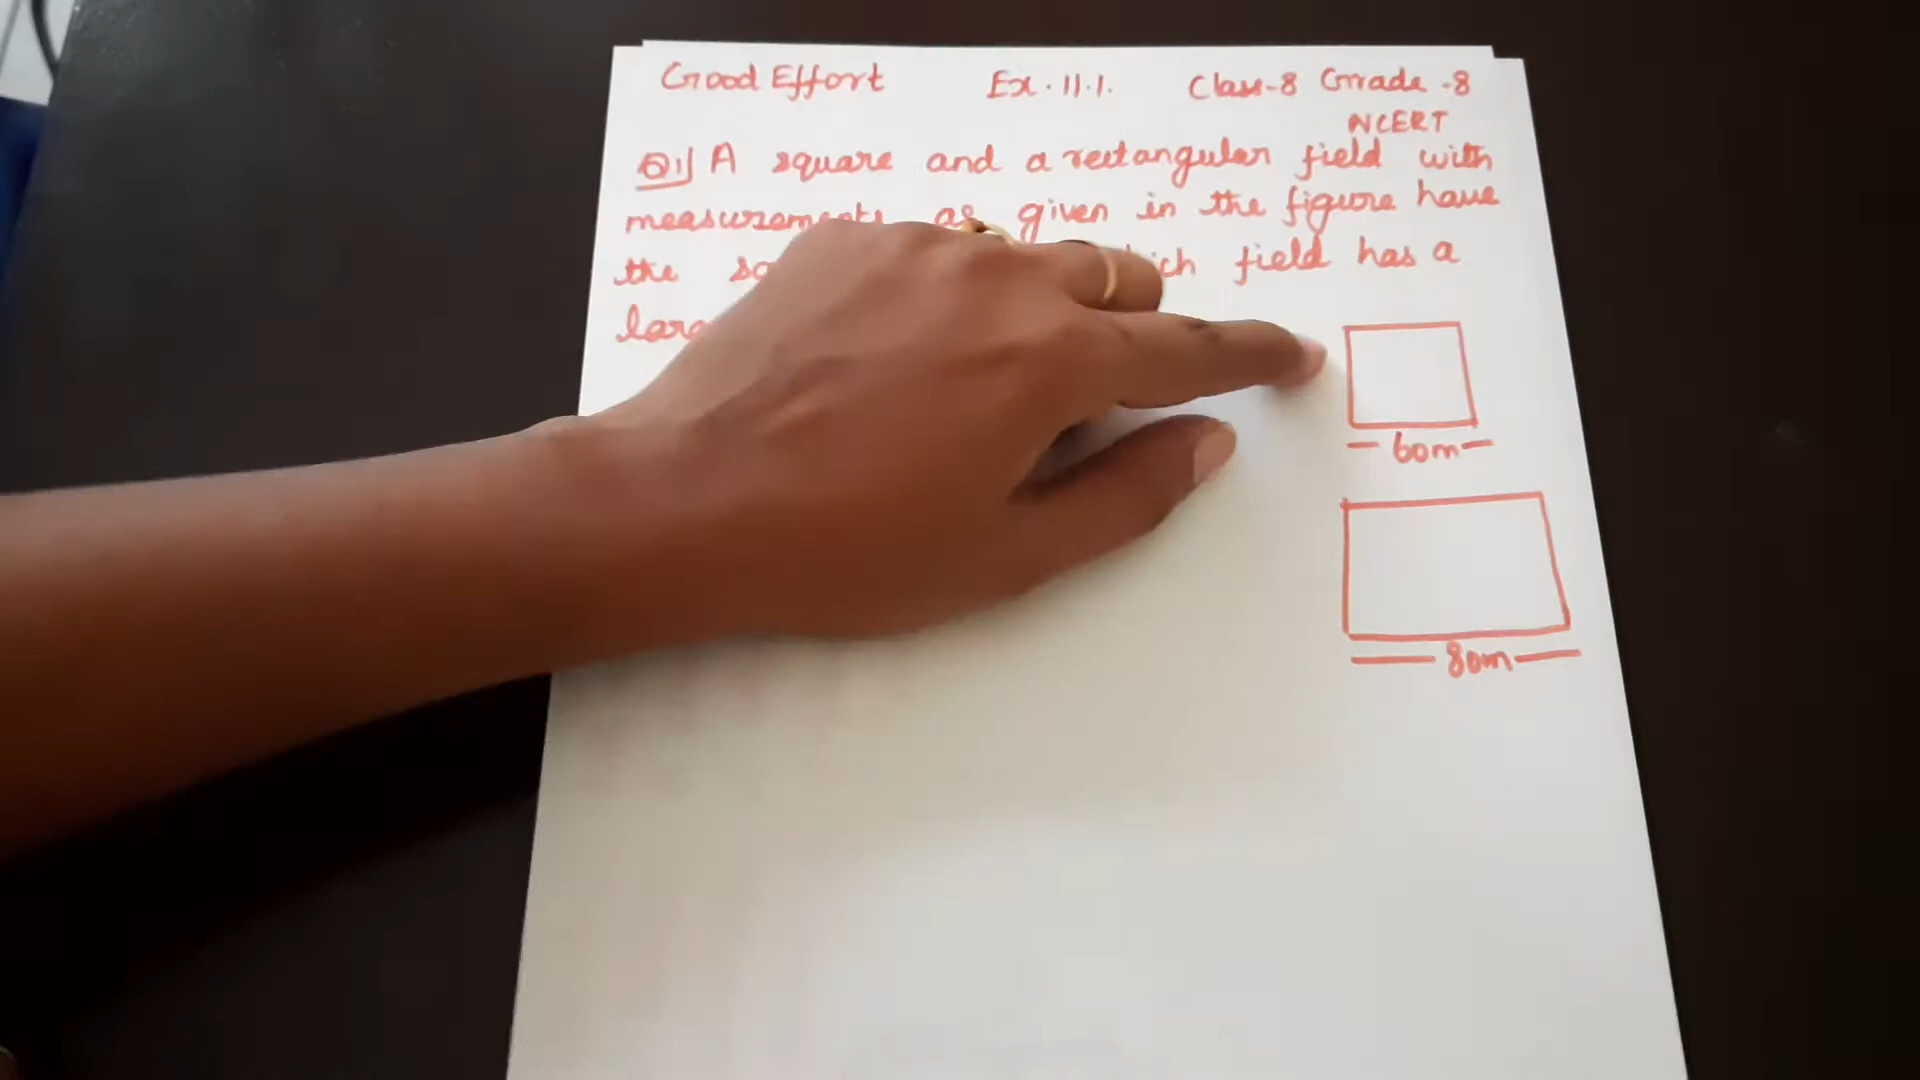 Good Effort Ex. 11.1. Class-8 Grade -8
NCERT
Q1) A square and a rectangular field with
measurements as given in the figure have
the field has a
60m
80m